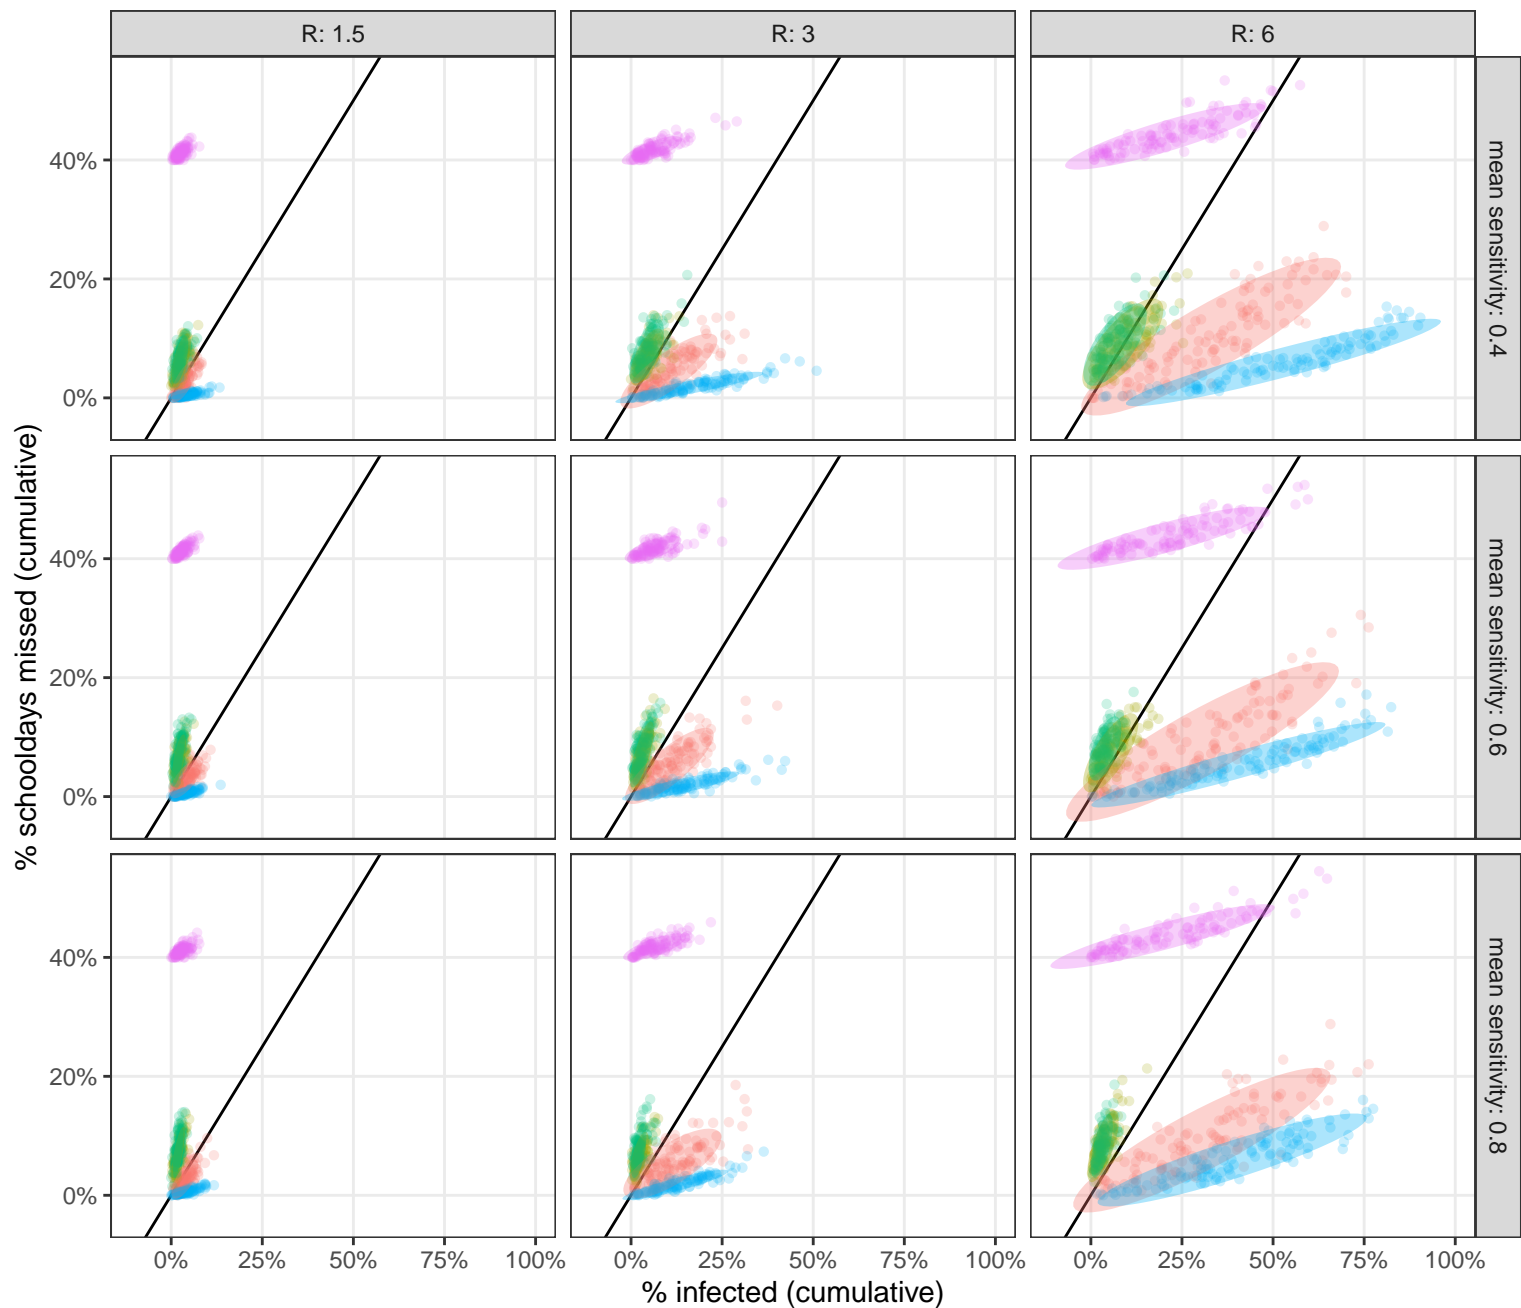 R: 1.5
R: 3
R: 6
40%
20%
0%
mean sensitivity: 0.4
40%
20%
0%
mean sensitivity: 0.6
40%
20%
0%
mean sensitivity: 0.8
% schooldays missed (cumulative)
0% 25% 50% 75% 100%
0% 25% 50% 75% 100%
0% 25% 50% 75% 100%
% infected (cumulative)